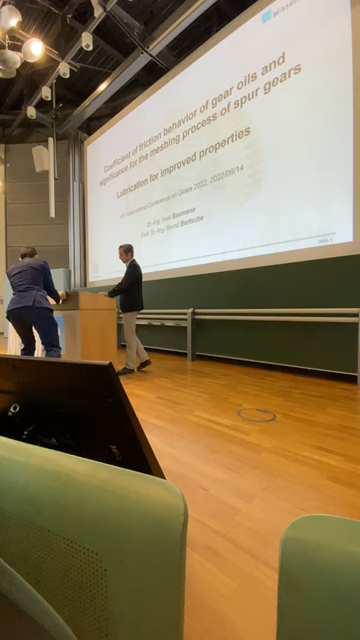 wissen
Coefficient of friction behavior of gear oils and
significance for the meshing process of spur gears
Lubrication for improved properties
International Conference on Gears 2022, 2022/09/14
Dr.-Ing. Baumann
Prof. Dr.-Ing. Bernd Bertsche